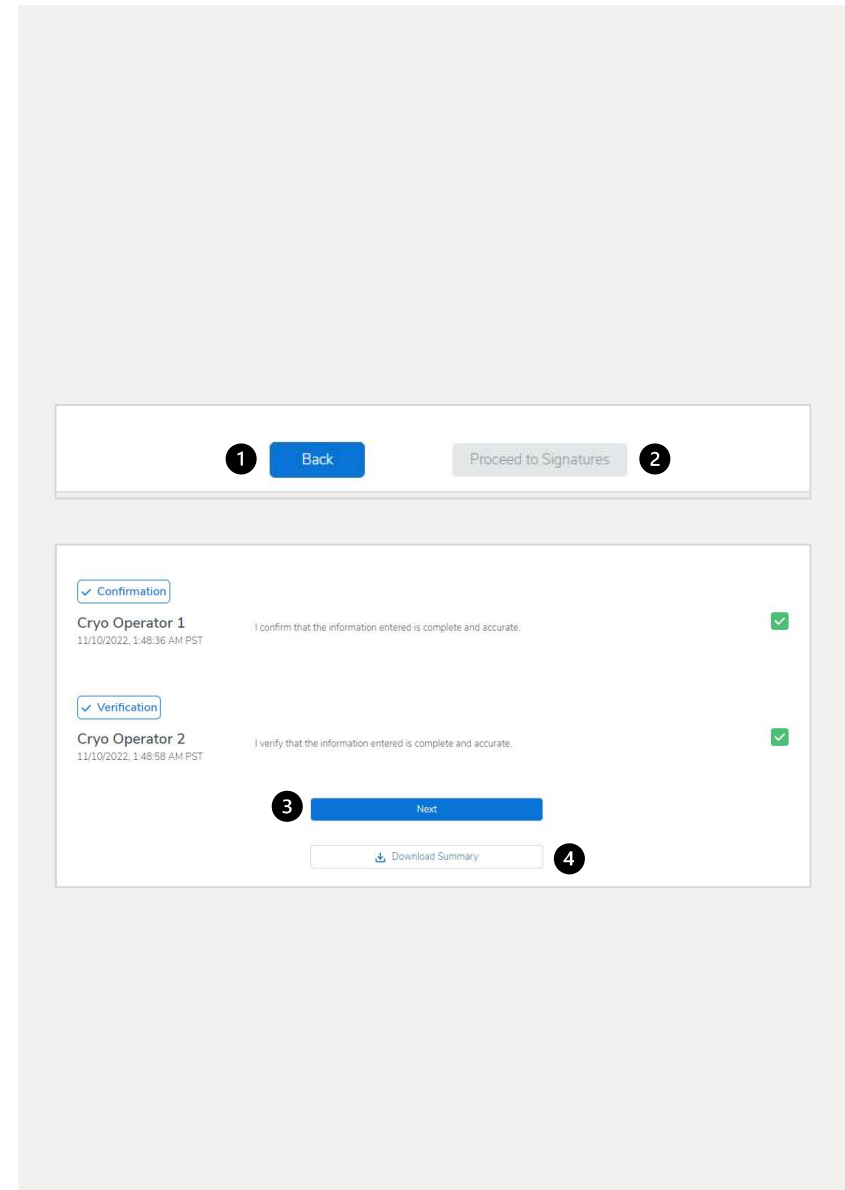 1 Back Proceed to Signatures 2
Confirmation
Cryo Operator 1
11/10/2022, 1:48:36 AM PST
I confirm that the information entered is complete and accurate.
Verification
Cryo Operator 2
11/10/2022, 1:48:58 AM PST
I verify that the information entered is complete and accurate.
3 Next
Download Summary 4